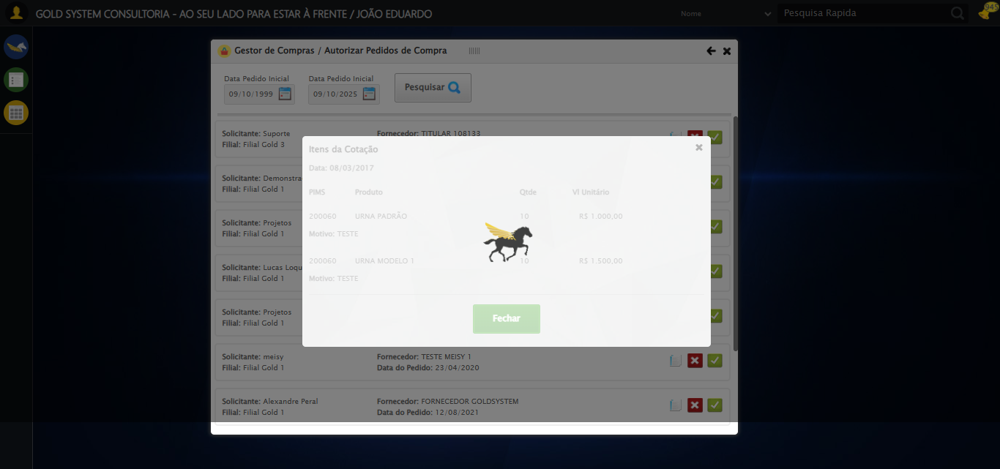 GOLD SYSTEM CONSULTORIA - AO SEU LADO PARA ESTAR À FRENTE / JOÃO EDUARDO
Nome
Pesquisa Rapida
945
Gestor de Compras / Autorizar Pedidos de Compra
Data Pedido Inicial
Data Pedido Inicial
09/10/1999
09/10/2025
Pesquisar
Solicitante: Suporte
Fornecedor: TITULAR 108133
Filial: Filial Gold 3
Itens da Cotação
Data: 08/03/2017
Solicitante: Demonstra
Filial: Filial Gold 1
PIMS Produto Qtde Vl Unitário
200060 URNA PADRÃO 10 R$ 1.000,00
Solicitante: Projetos
Filial: Filial Gold 1
Motivo: TESTE
200060 URNA MODELO 1 10 R$ 1.500,00
Solicitante: Lucas Loqu
Filial: Filial Gold 1
Motivo: TESTE
Solicitante: Projetos
Filial: Filial Gold 1
Fechar
Solicitante: meisy
Fornecedor: TESTE MEISY 1
Filial: Filial Gold 1
Data do Pedido: 23/04/2020
Solicitante: Alexandre Peral
Fornecedor: FORNECEDOR GOLDSYSTEM
Filial: Filial Gold 1
Data do Pedido: 12/08/2021